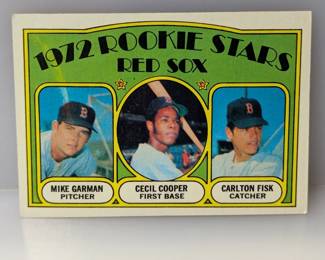 1972 ROOKIE STARS
RED SOX
MIKE GARMAN
PITCHER
CECIL COOPER
FIRST BASE
CARLTON FISK
CATCHER
B
B